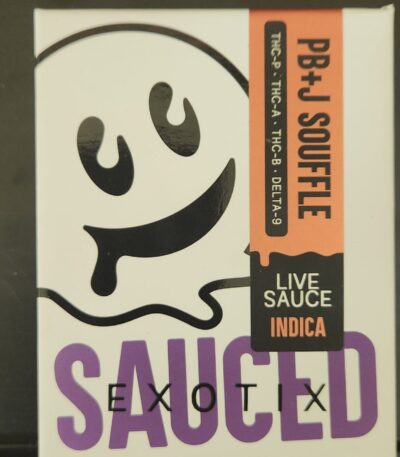 PB+J SOUFFLE
THC-P · THC-A · THC-B · DELTA-9
LIVE
SAUCE
INDICA
SAUCED
EXOTIX